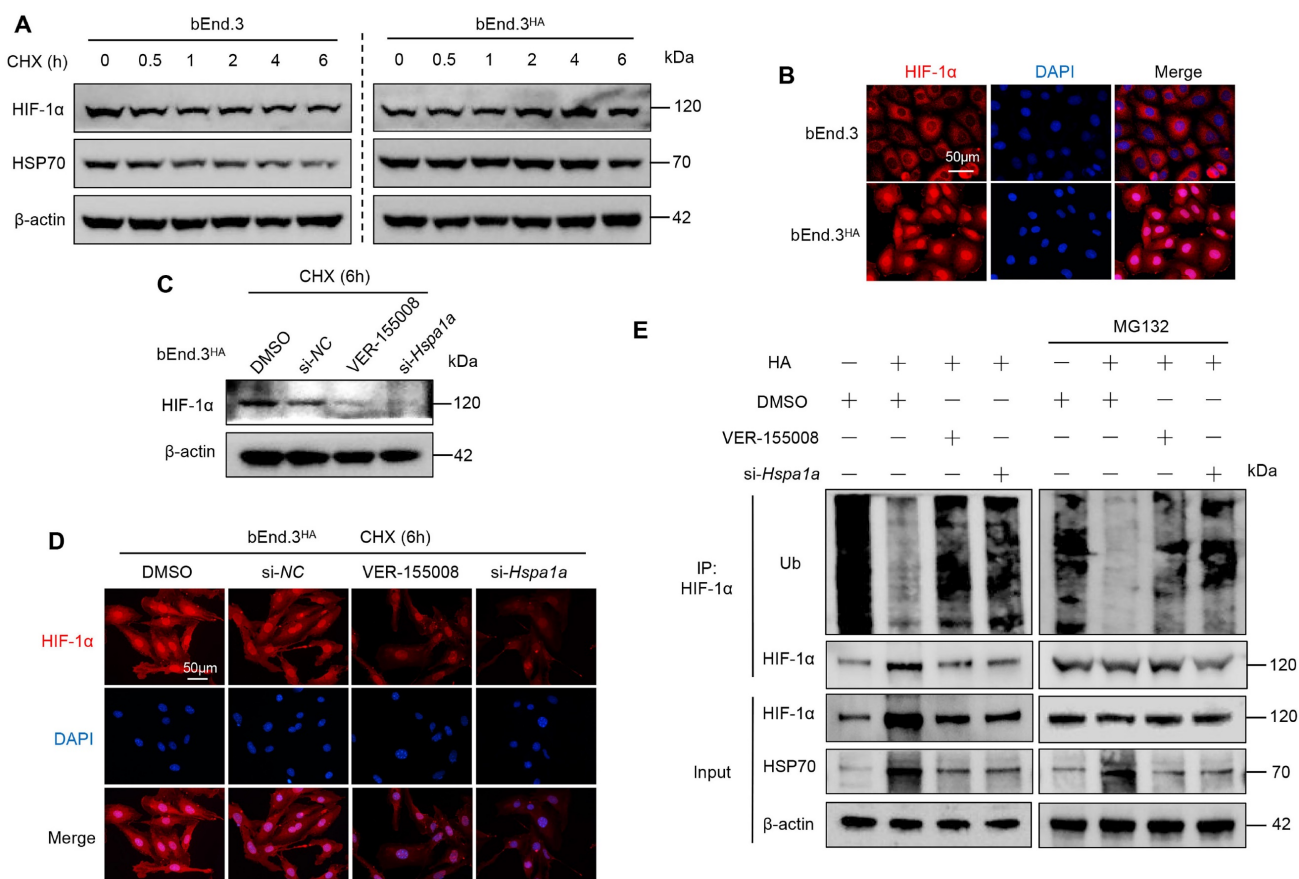 A
bEnd.3
bEnd.3ᴴᴬ
CHX (h)
0 0.5 1 2 4 6
0 0.5 1 2 4 6
kDa
HIF-1α
120
HSP70
70
β-actin
42
B
HIF-1α DAPI Merge
bEnd.3
50μm
bEnd.3ᴴᴬ
C
CHX (6h)
bEnd.3ᴴᴬ
DMSO si-NC VER-155008 si-Hspa1a
kDa
HIF-1α
120
β-actin
42
D
bEnd.3ᴴᴬ CHX (6h)
DMSO si-NC VER-155008 si-Hspa1a
HIF-1α
50μm
DAPI
Merge
E
MG132
HA − + + + − + + +
DMSO + + − − + + − −
VER-155008 − − + − − − + −
si-Hspa1a − − − + − − − +
kDa
IP:
HIF-1α
Ub
HIF-1α
120
Input
HIF-1α
120
HSP70
70
β-actin
42